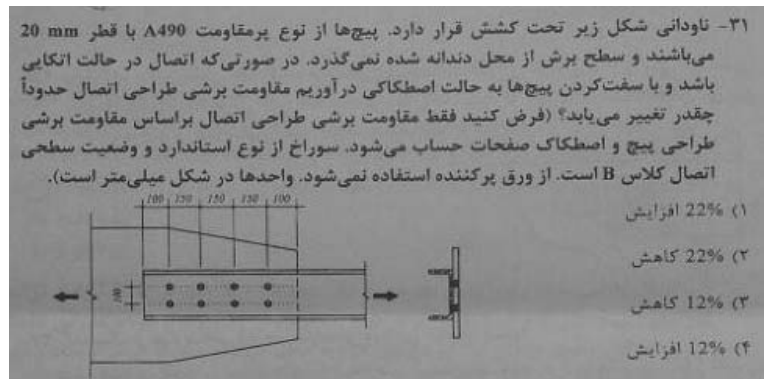 ۳۱- ناودانی شکل زیر تحت کشش قرار دارد. پیچ‌ها از نوع پرمقاومت A490 با قطر 20 mm
می‌باشند و سطح برش از محل دندانه شده نمی‌گذرد. در صورتی‌که اتصال در حالت اتکایی
باشد و با سفت‌کردن پیچ‌ها به حالت اصطکاکی درآوریم مقاومت برشی طراحی اتصال حدوداً
چقدر تغییر می‌یابد؟ (فرض کنید فقط مقاومت برشی طراحی اتصال براساس مقاومت برشی
طراحی پیچ و اصطکاک صفحات حساب می‌شود. سوراخ از نوع استاندارد و وضعیت سطحی
اتصال کلاس B است. از ورق پرکننده استفاده نمی‌شود. واحدها در شکل میلی‌متر است).
۱) 22% افزایش
۲) 22% کاهش
۳) 12% کاهش
۴) 12% افزایش
100 150 150 150 100
100